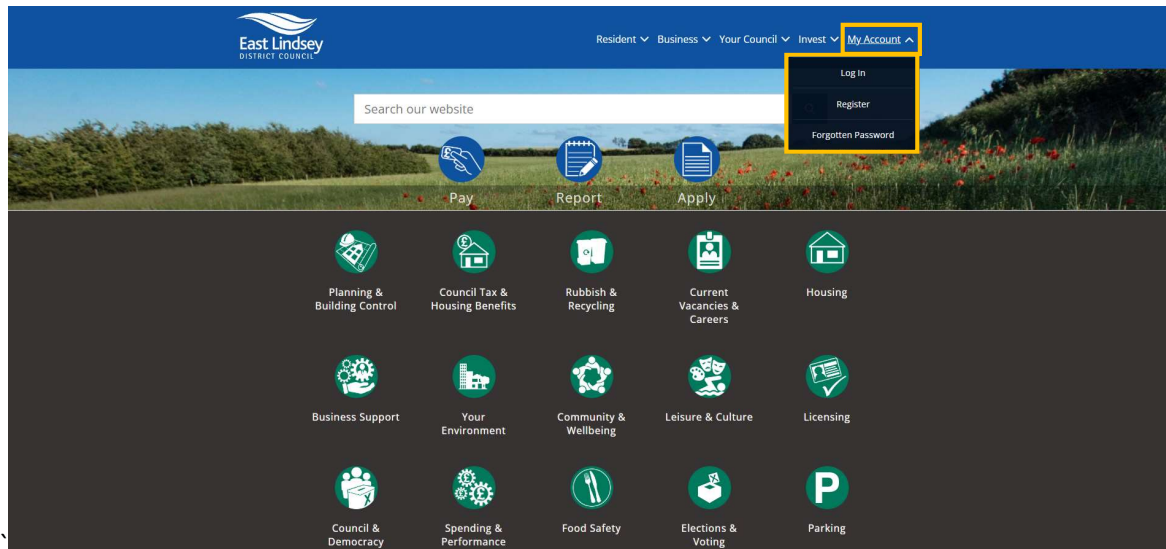 East Lindsey
DISTRICT COUNCIL
Resident Business Your Council Invest My Account
Log In
Register
Forgotten Password
Search our website
Pay Report Apply
Planning &
Building Control
Council Tax &
Housing Benefits
Rubbish &
Recycling
Current
Vacancies &
Careers
Housing
Business Support
Your
Environment
Community &
Wellbeing
Leisure & Culture
Licensing
Council &
Democracy
Spending &
Performance
Food Safety
Elections &
Voting
P
Parking
`